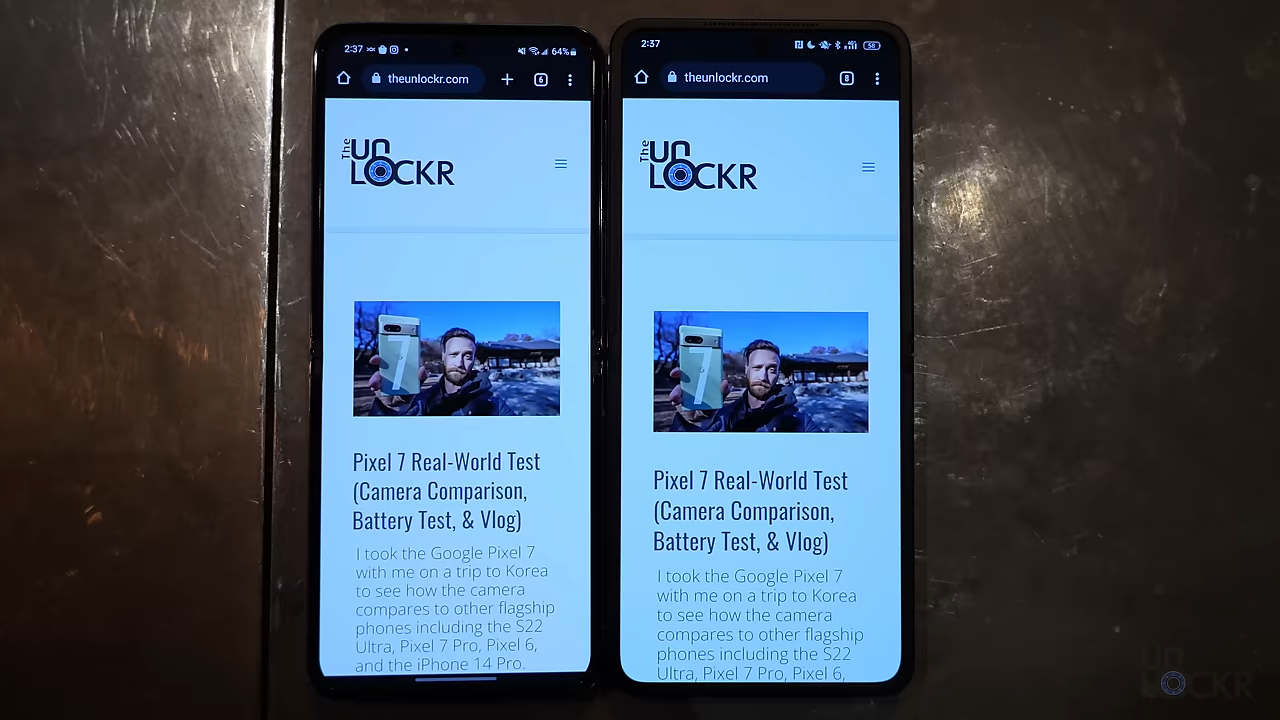 2:37
64%
theunlockr.com
6
The
UN
LOCKR
7
Pixel 7 Real-World Test
(Camera Comparison,
Battery Test, & Vlog)
I took the Google Pixel 7
with me on a trip to Korea
to see how the camera
compares to other flagship
phones including the S22
Ultra, Pixel 7 Pro, Pixel 6,
and the iPhone 14 Pro.
2:37
58
theunlockr.com
8
The
UN
LOCKR
7
Pixel 7 Real-World Test
(Camera Comparison,
Battery Test, & Vlog)
I took the Google Pixel 7
with me on a trip to Korea
to see how the camera
compares to other flagship
phones including the S22
Ultra, Pixel 7 Pro, Pixel 6,
UN
LOCKR